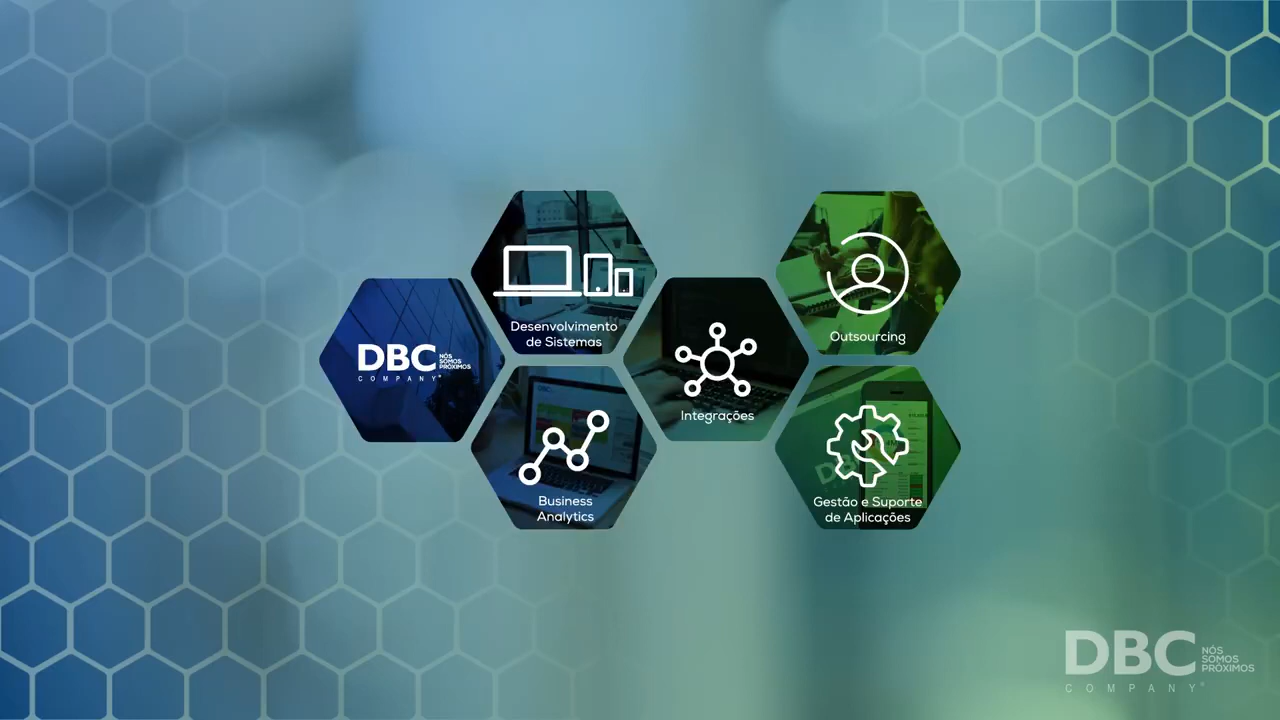 DBC
NÓS
SOMOS
PRÓXIMOS
COMPANY®
Desenvolvimento
de Sistemas
Business
Analytics
Integrações
Outsourcing
Gestão e Suporte
de Aplicações
DBC
NÓS
SOMOS
PRÓXIMOS
COMPANY®